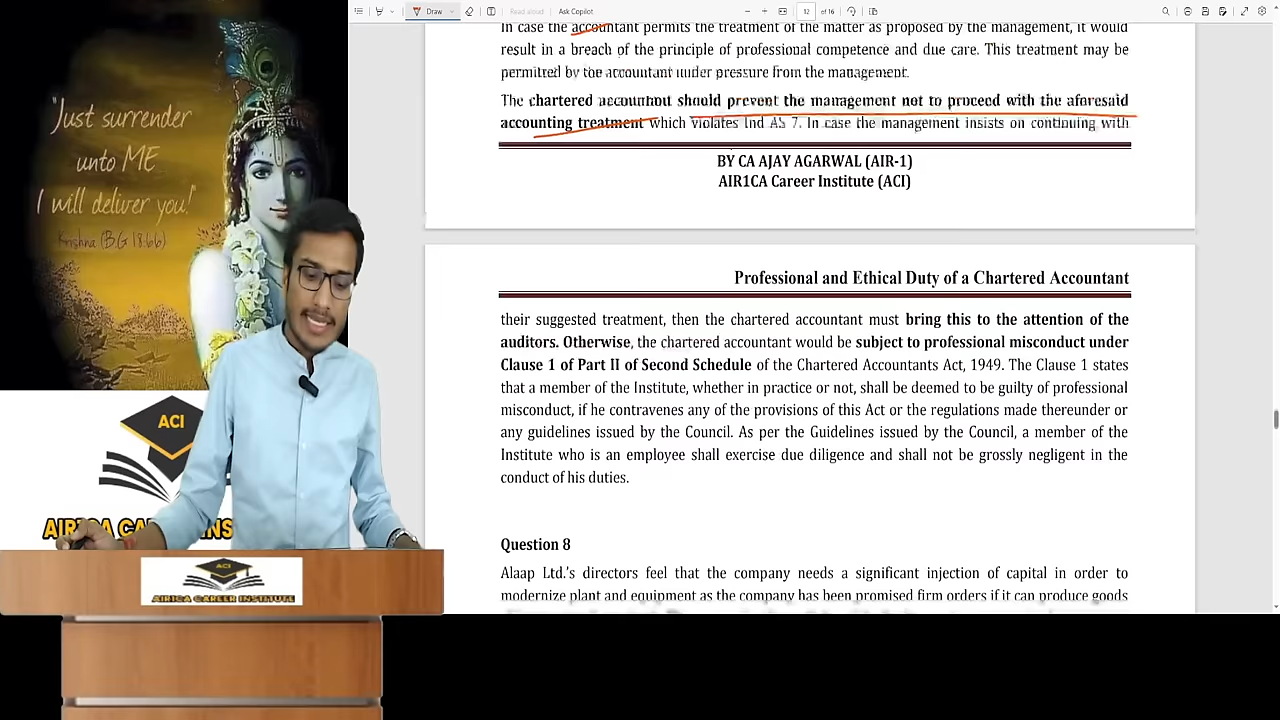 "Just surrender
unto ME
I will deliver you!"
Krishna (B.G 18:66)
ACI
ACI
AIR1CA CAREER INSTITUTE
Draw
Read aloud
Ask Copilot
12 of 16
In case the accountant permits the treatment of the matter as proposed by the management, it would
result in a breach of the principle of professional competence and due care. This treatment may be
permitted by the accountant under pressure from the management.
The chartered accountant should prevent the management not to proceed with the aforesaid
accounting treatment which violates Ind AS 7. In case the management insists on continuing with
BY CA AJAY AGARWAL (AIR-1)
AIR1CA Career Institute (ACI)
Professional and Ethical Duty of a Chartered Accountant
their suggested treatment, then the chartered accountant must bring this to the attention of the
auditors. Otherwise, the chartered accountant would be subject to professional misconduct under
Clause 1 of Part II of Second Schedule of the Chartered Accountants Act, 1949. The Clause 1 states
that a member of the Institute, whether in practice or not, shall be deemed to be guilty of professional
misconduct, if he contravenes any of the provisions of this Act or the regulations made thereunder or
any guidelines issued by the Council. As per the Guidelines issued by the Council, a member of the
Institute who is an employee shall exercise due diligence and shall not be grossly negligent in the
conduct of his duties.
Question 8
Alaap Ltd.'s directors feel that the company needs a significant injection of capital in order to
modernize plant and equipment as the company has been promised firm orders if it can produce goods